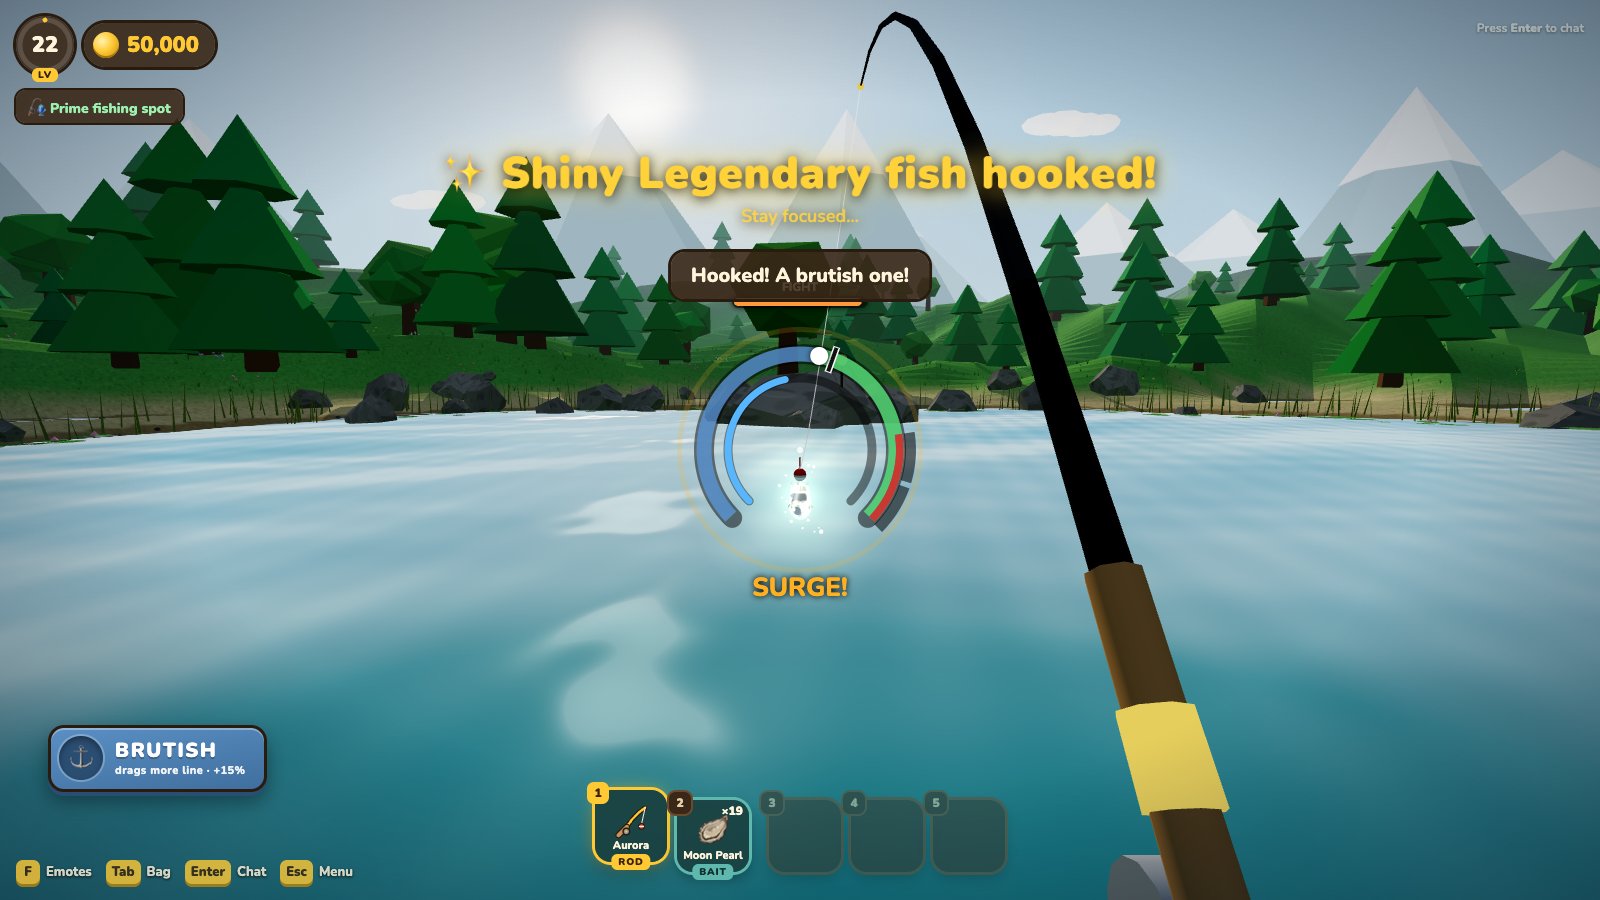 22
LV
50,000
Prime fishing spot
Press Enter to chat
✨ Shiny Legendary fish hooked!
Stay focused...
Hooked! A brutish one!
FIGHT
SURGE!
BRUTISH
drags more line · +15%
1
Aurora
ROD
2
×19
Moon Pearl
BAIT
3
4
5
F Emotes Tab Bag Enter Chat Esc Menu